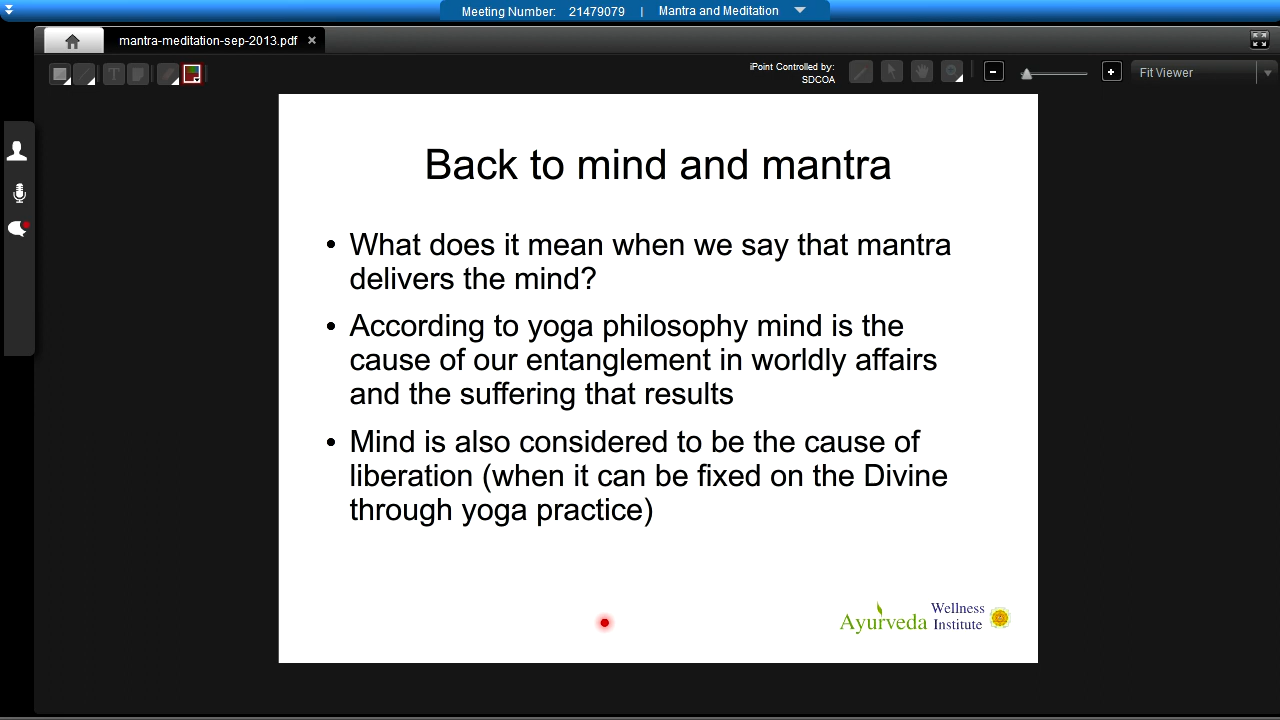 Meeting Number: 21479079 | Mantra and Meditation
mantra-meditation-sep-2013.pdf
iPoint Controlled by:
SDCOA
Fit Viewer
T
Back to mind and mantra
• What does it mean when we say that mantra
delivers the mind?
• According to yoga philosophy mind is the
cause of our entanglement in worldly affairs
and the suffering that results
• Mind is also considered to be the cause of
liberation (when it can be fixed on the Divine
through yoga practice)
Ayurveda Wellness
Institute